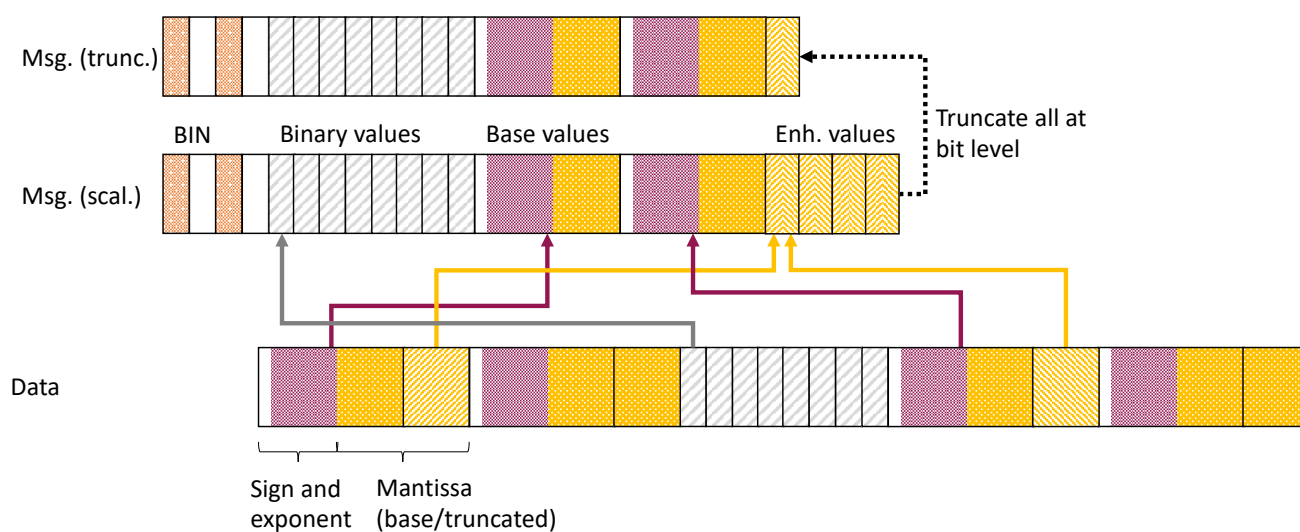 Msg. (trunc.)
BIN
Binary values
Base values
Enh. values
Truncate all at
bit level
Msg. (scal.)
Data
Sign and
exponent
Mantissa
(base/truncated)